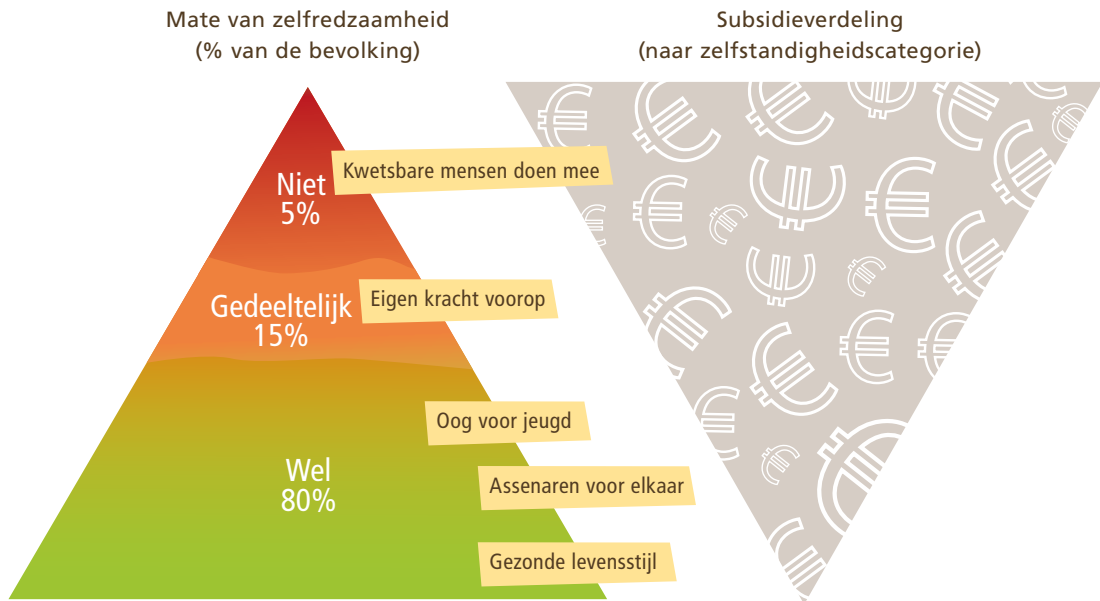 Mate van zelfredzaamheid
(% van de bevolking)
Subsidieverdeling
(naar zelfstandigheidscategorie)
Niet
5%
Kwetsbare mensen doen mee
Gedeeltelijk
15%
Eigen kracht voorop
Oog voor jeugd
Wel
80%
Assenaren voor elkaar
Gezonde levensstijl